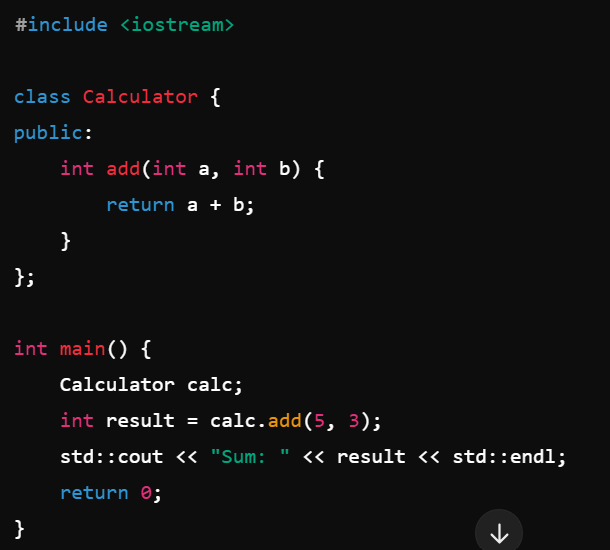 #include <iostream>

class Calculator {
public:
    int add(int a, int b) {
        return a + b;
    }
};

int main() {
    Calculator calc;
    int result = calc.add(5, 3);
    std::cout << "Sum: " << result << std::endl;
    return 0;
}